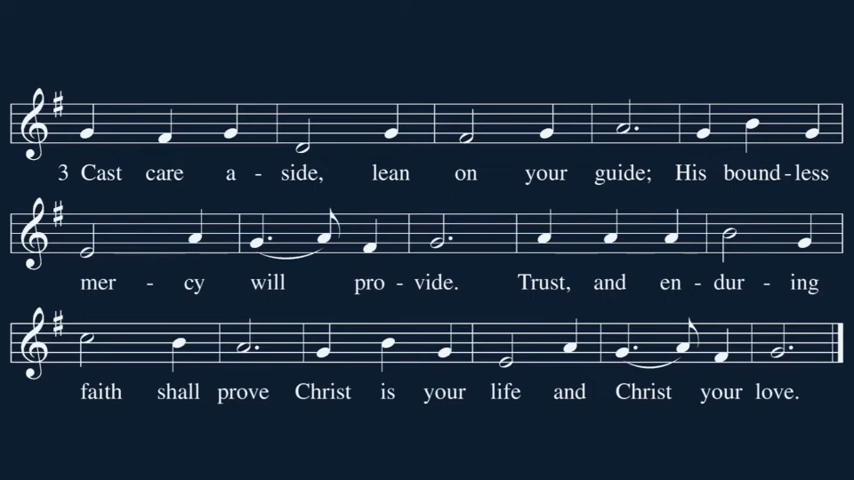 3 Cast care a - side, lean on your guide; His bound - less
mer - cy will pro - vide. Trust, and en - dur - ing
faith shall prove Christ is your life and Christ your love.